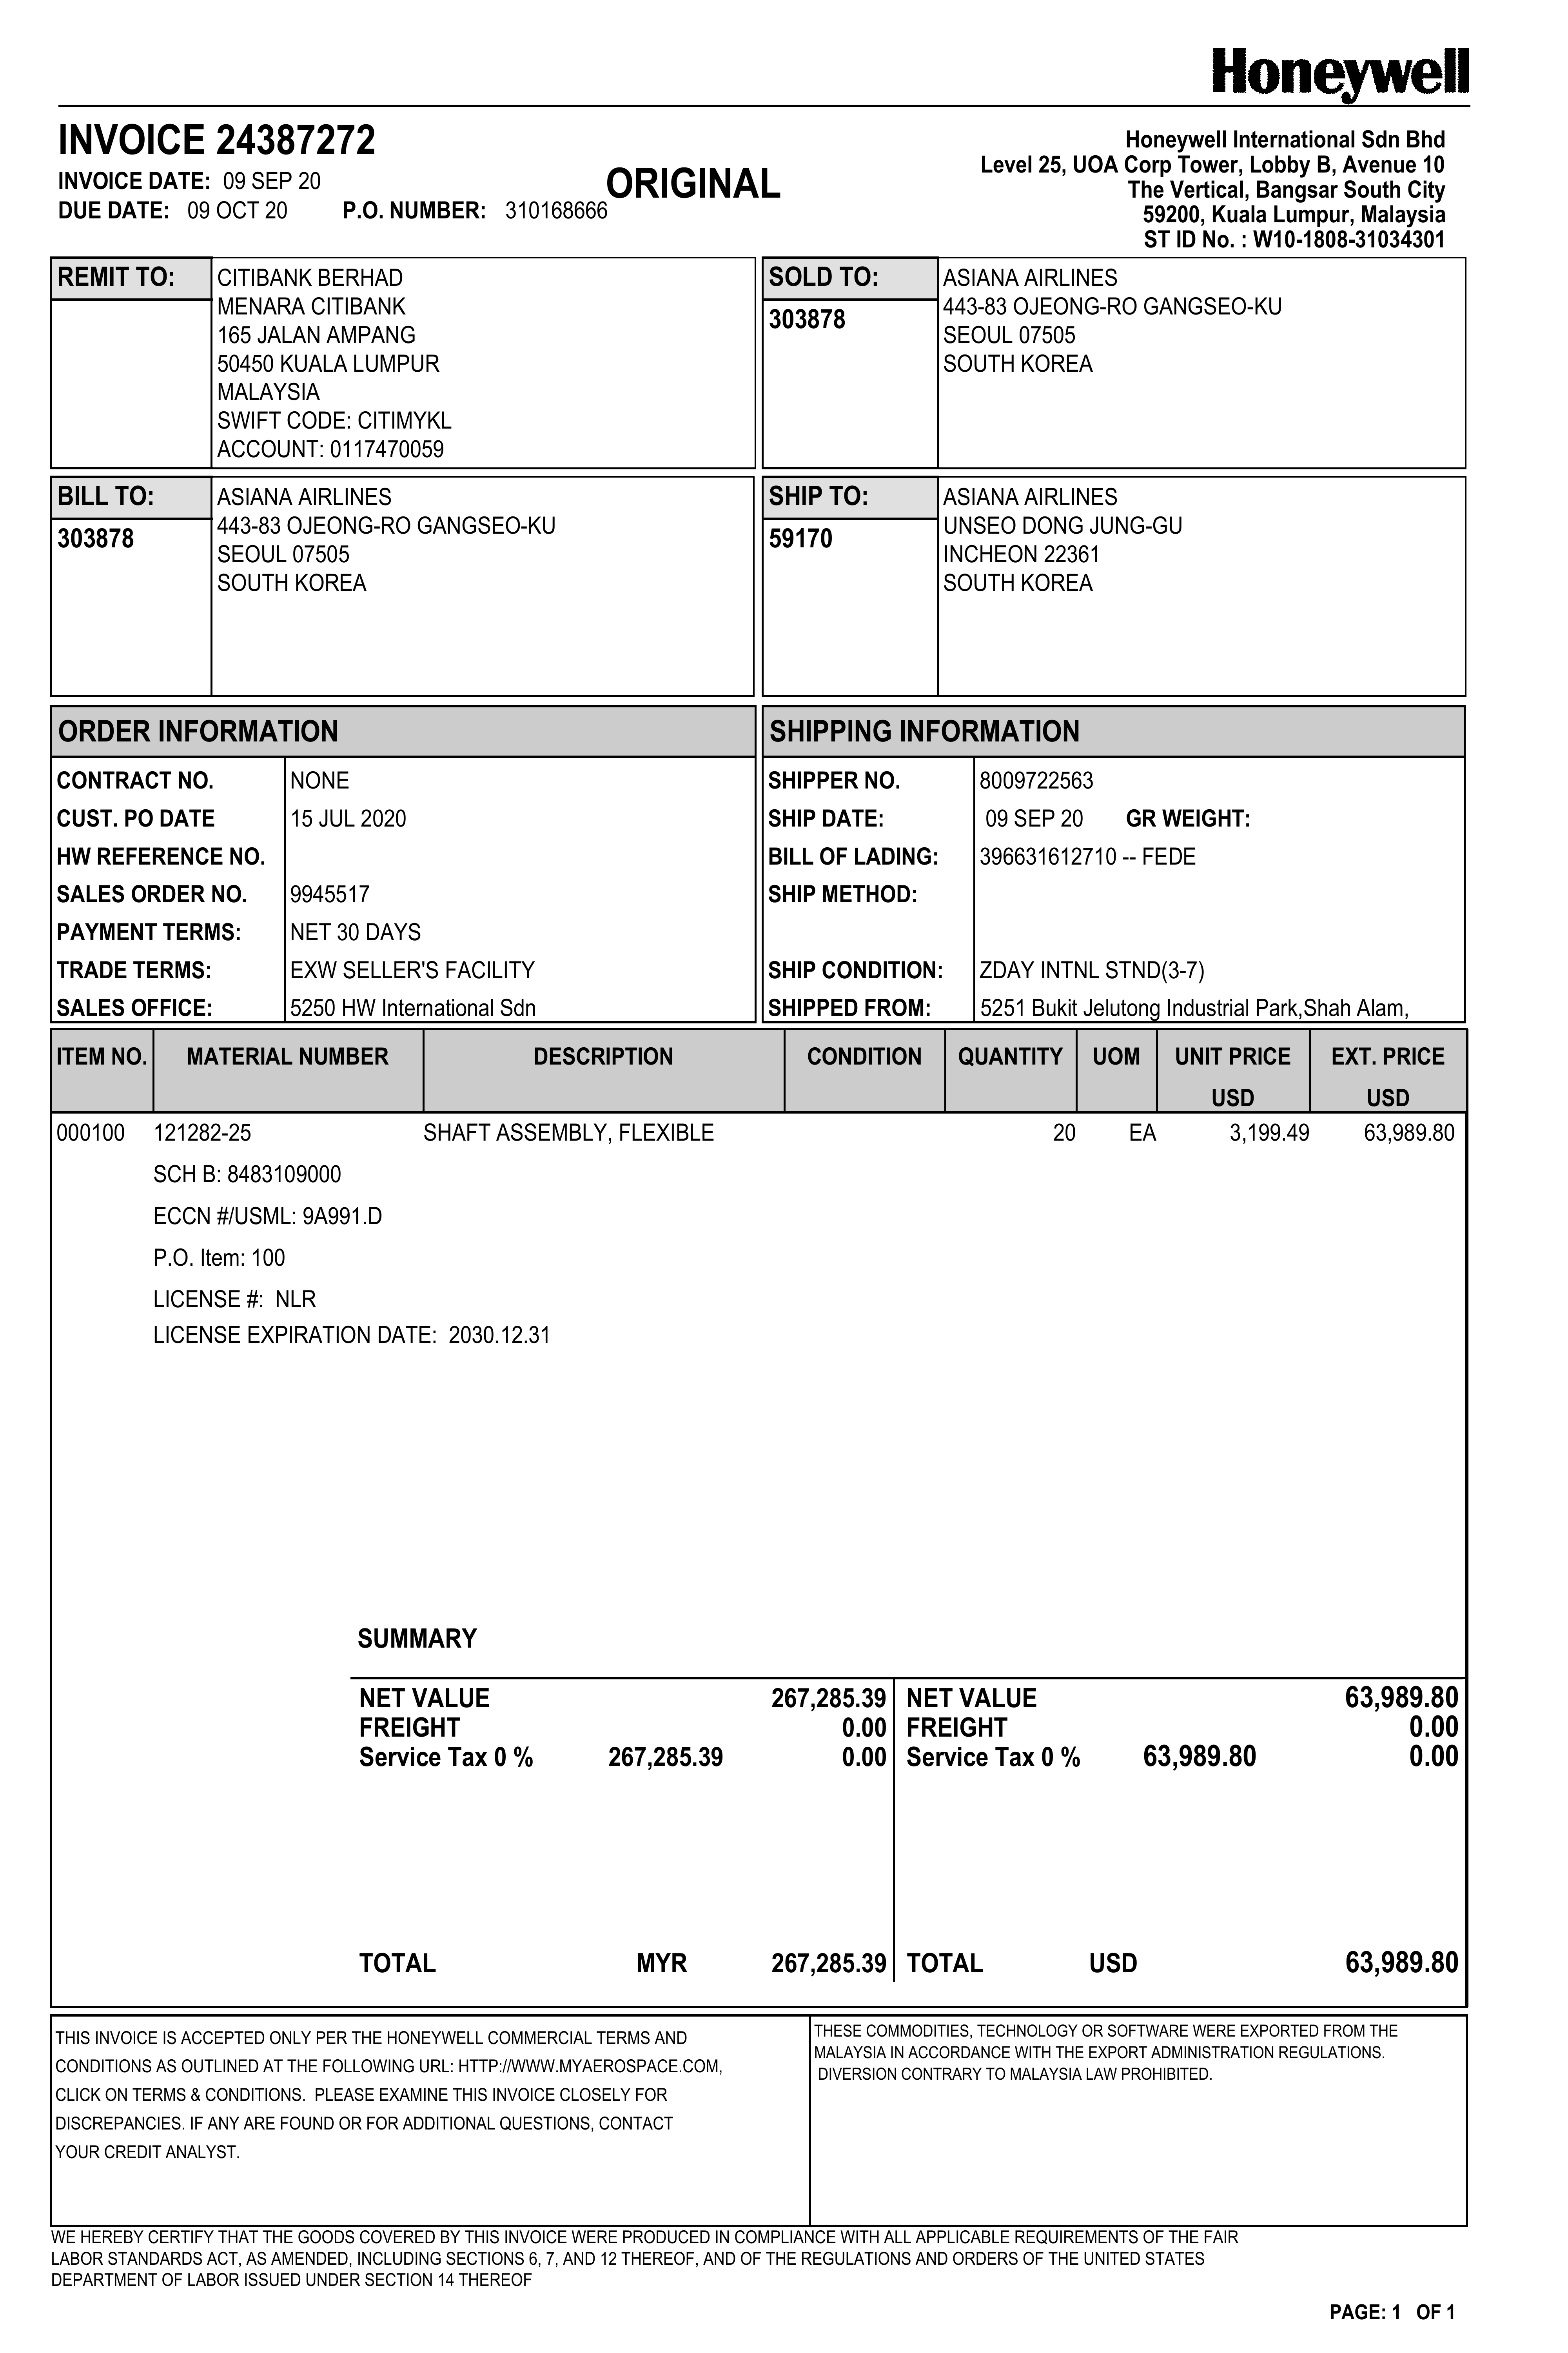 Honeywell
INVOICE 24387272
INVOICE DATE: 09 SEP 20
DUE DATE: 09 OCT 20 P.O. NUMBER: 310168666
ORIGINAL
Honeywell International Sdn Bhd
Level 25, UOA Corp Tower, Lobby B, Avenue 10
The Vertical, Bangsar South City
59200, Kuala Lumpur, Malaysia
ST ID No. : W10-1808-31034301
REMIT TO:
CITIBANK BERHAD
MENARA CITIBANK
165 JALAN AMPANG
50450 KUALA LUMPUR
MALAYSIA
SWIFT CODE: CITIMYKL
ACCOUNT: 0117470059
SOLD TO:
303878
ASIANA AIRLINES
443-83 OJEONG-RO GANGSEO-KU
SEOUL 07505
SOUTH KOREA
BILL TO:
303878
ASIANA AIRLINES
443-83 OJEONG-RO GANGSEO-KU
SEOUL 07505
SOUTH KOREA
SHIP TO:
59170
ASIANA AIRLINES
UNSEO DONG JUNG-GU
INCHEON 22361
SOUTH KOREA
ORDER INFORMATION
CONTRACT NO. NONE
CUST. PO DATE 15 JUL 2020
HW REFERENCE NO.
SALES ORDER NO. 9945517
PAYMENT TERMS: NET 30 DAYS
TRADE TERMS: EXW SELLER'S FACILITY
SALES OFFICE: 5250 HW International Sdn
SHIPPING INFORMATION
SHIPPER NO. 8009722563
SHIP DATE: 09 SEP 20 GR WEIGHT:
BILL OF LADING: 396631612710 -- FEDE
SHIP METHOD:
SHIP CONDITION: ZDAY INTNL STND(3-7)
SHIPPED FROM: 5251 Bukit Jelutong Industrial Park,Shah Alam,
ITEM NO. MATERIAL NUMBER DESCRIPTION CONDITION QUANTITY UOM UNIT PRICE EXT. PRICE
USD USD
000100 121282-25 SHAFT ASSEMBLY, FLEXIBLE 20 EA 3,199.49 63,989.80
SCH B: 8483109000
ECCN #/USML: 9A991.D
P.O. Item: 100
LICENSE #: NLR
LICENSE EXPIRATION DATE: 2030.12.31
SUMMARY
NET VALUE 267,285.39 NET VALUE 63,989.80
FREIGHT 0.00 FREIGHT 0.00
Service Tax 0 % 267,285.39 0.00 Service Tax 0 % 63,989.80 0.00
TOTAL MYR 267,285.39 TOTAL USD 63,989.80
THIS INVOICE IS ACCEPTED ONLY PER THE HONEYWELL COMMERCIAL TERMS AND
CONDITIONS AS OUTLINED AT THE FOLLOWING URL: HTTP://WWW.MYAEROSPACE.COM,
CLICK ON TERMS & CONDITIONS. PLEASE EXAMINE THIS INVOICE CLOSELY FOR
DISCREPANCIES. IF ANY ARE FOUND OR FOR ADDITIONAL QUESTIONS, CONTACT
YOUR CREDIT ANALYST.
THESE COMMODITIES, TECHNOLOGY OR SOFTWARE WERE EXPORTED FROM THE
MALAYSIA IN ACCORDANCE WITH THE EXPORT ADMINISTRATION REGULATIONS.
DIVERSION CONTRARY TO MALAYSIA LAW PROHIBITED.
WE HEREBY CERTIFY THAT THE GOODS COVERED BY THIS INVOICE WERE PRODUCED IN COMPLIANCE WITH ALL APPLICABLE REQUIREMENTS OF THE FAIR
LABOR STANDARDS ACT, AS AMENDED, INCLUDING SECTIONS 6, 7, AND 12 THEREOF, AND OF THE REGULATIONS AND ORDERS OF THE UNITED STATES
DEPARTMENT OF LABOR ISSUED UNDER SECTION 14 THEREOF
PAGE: 1 OF 1